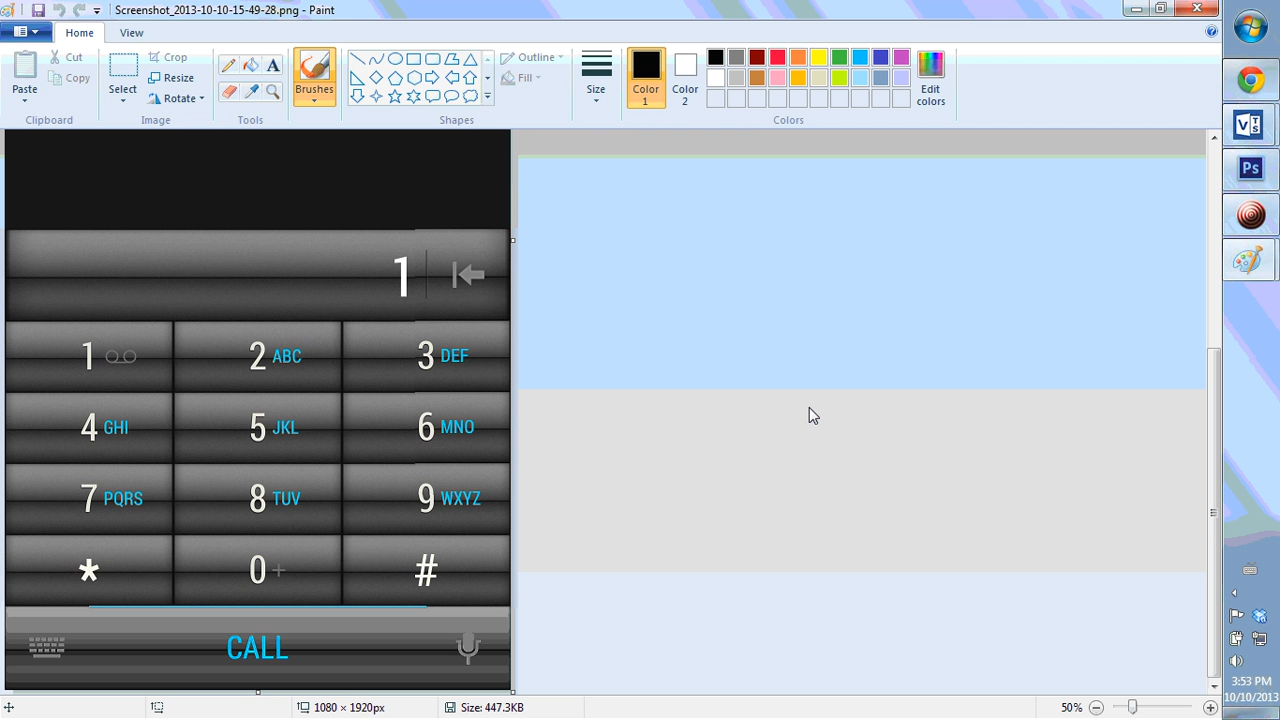 Screenshot_2013-10-10-15-49-28.png - Paint
Home View
Paste
Cut
Copy
Clipboard
Select
Crop
Resize
Rotate
Image
A
Tools
Brushes
Outline
Fill
Shapes
Size
Color 1
Color 2
Edit colors
Colors
1
1 2 ABC 3 DEF
4 GHI 5 JKL 6 MNO
7 PQRS 8 TUV 9 WXYZ
* 0 + #
CALL
1080 × 1920px
Size: 447.3KB
50%
Ps
3:53 PM
10/10/2013